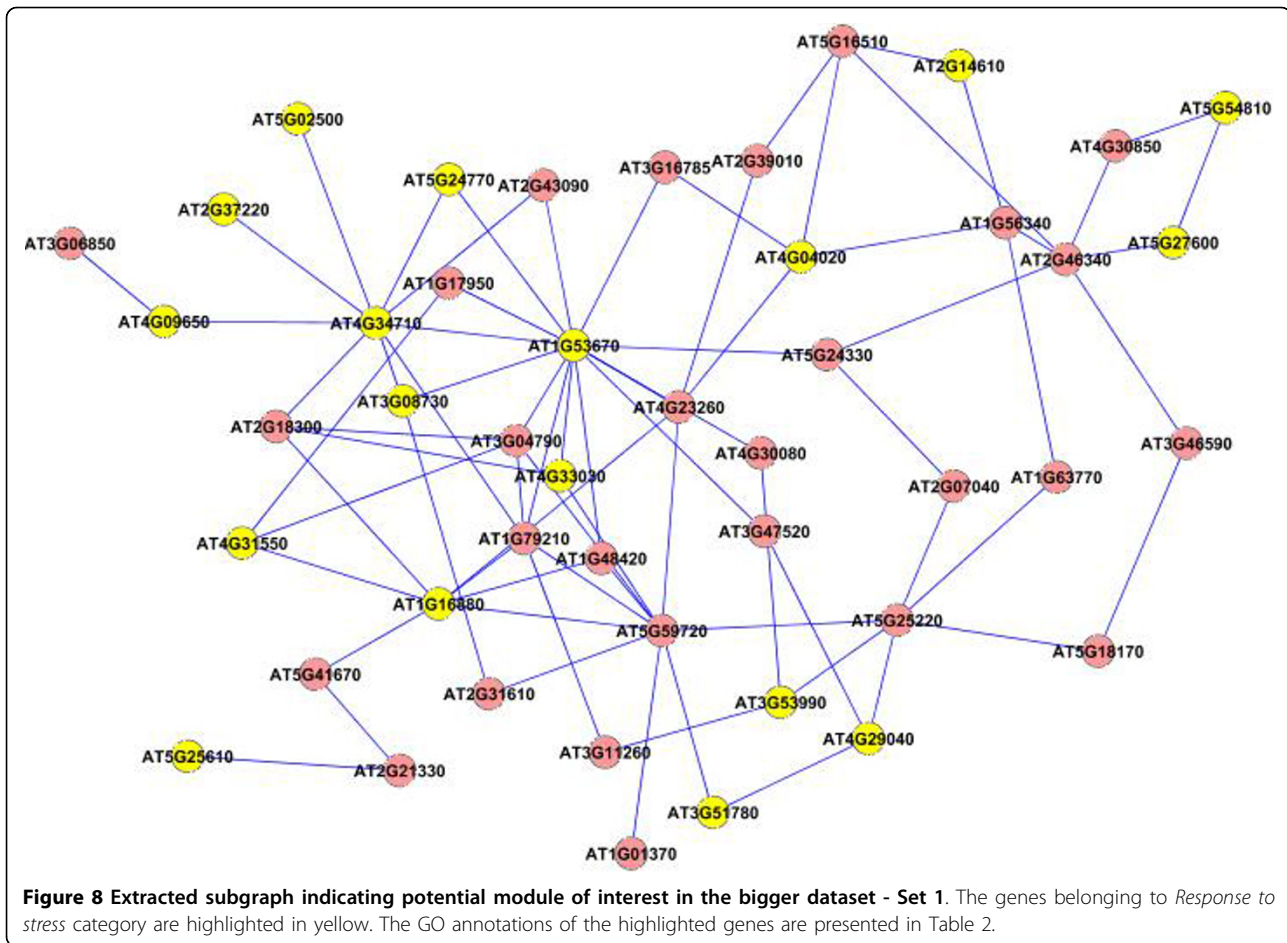 AT5G16510
AT2G14610
AT5G54810
AT5G02500
AT4G30850
AT3G16785
AT2G39010
AT5G24770
AT2G43090
AT2G37220
AT1G56340
AT3G06850
AT5G27600
AT4G04020
AT2G46340
AT1G17950
AT4G09650
AT4G34710
AT1G53670
AT5G24330
AT3G08730
AT4G23260
AT2G18300
AT3G04790
AT3G46590
AT4G30080
AT4G33030
AT1G63770
AT2G07040
AT3G47520
AT4G31550
AT1G79210
AT1G48420
AT1G16880
AT5G59720
AT5G25220
AT5G18170
AT5G41670
AT2G31610
AT3G53990
AT4G29040
AT5G25610
AT3G11260
AT2G21330
AT3G51780
AT1G01370
Figure 8 Extracted subgraph indicating potential module of interest in the bigger dataset - Set 1. The genes belonging to Response to
stress category are highlighted in yellow. The GO annotations of the highlighted genes are presented in Table 2.